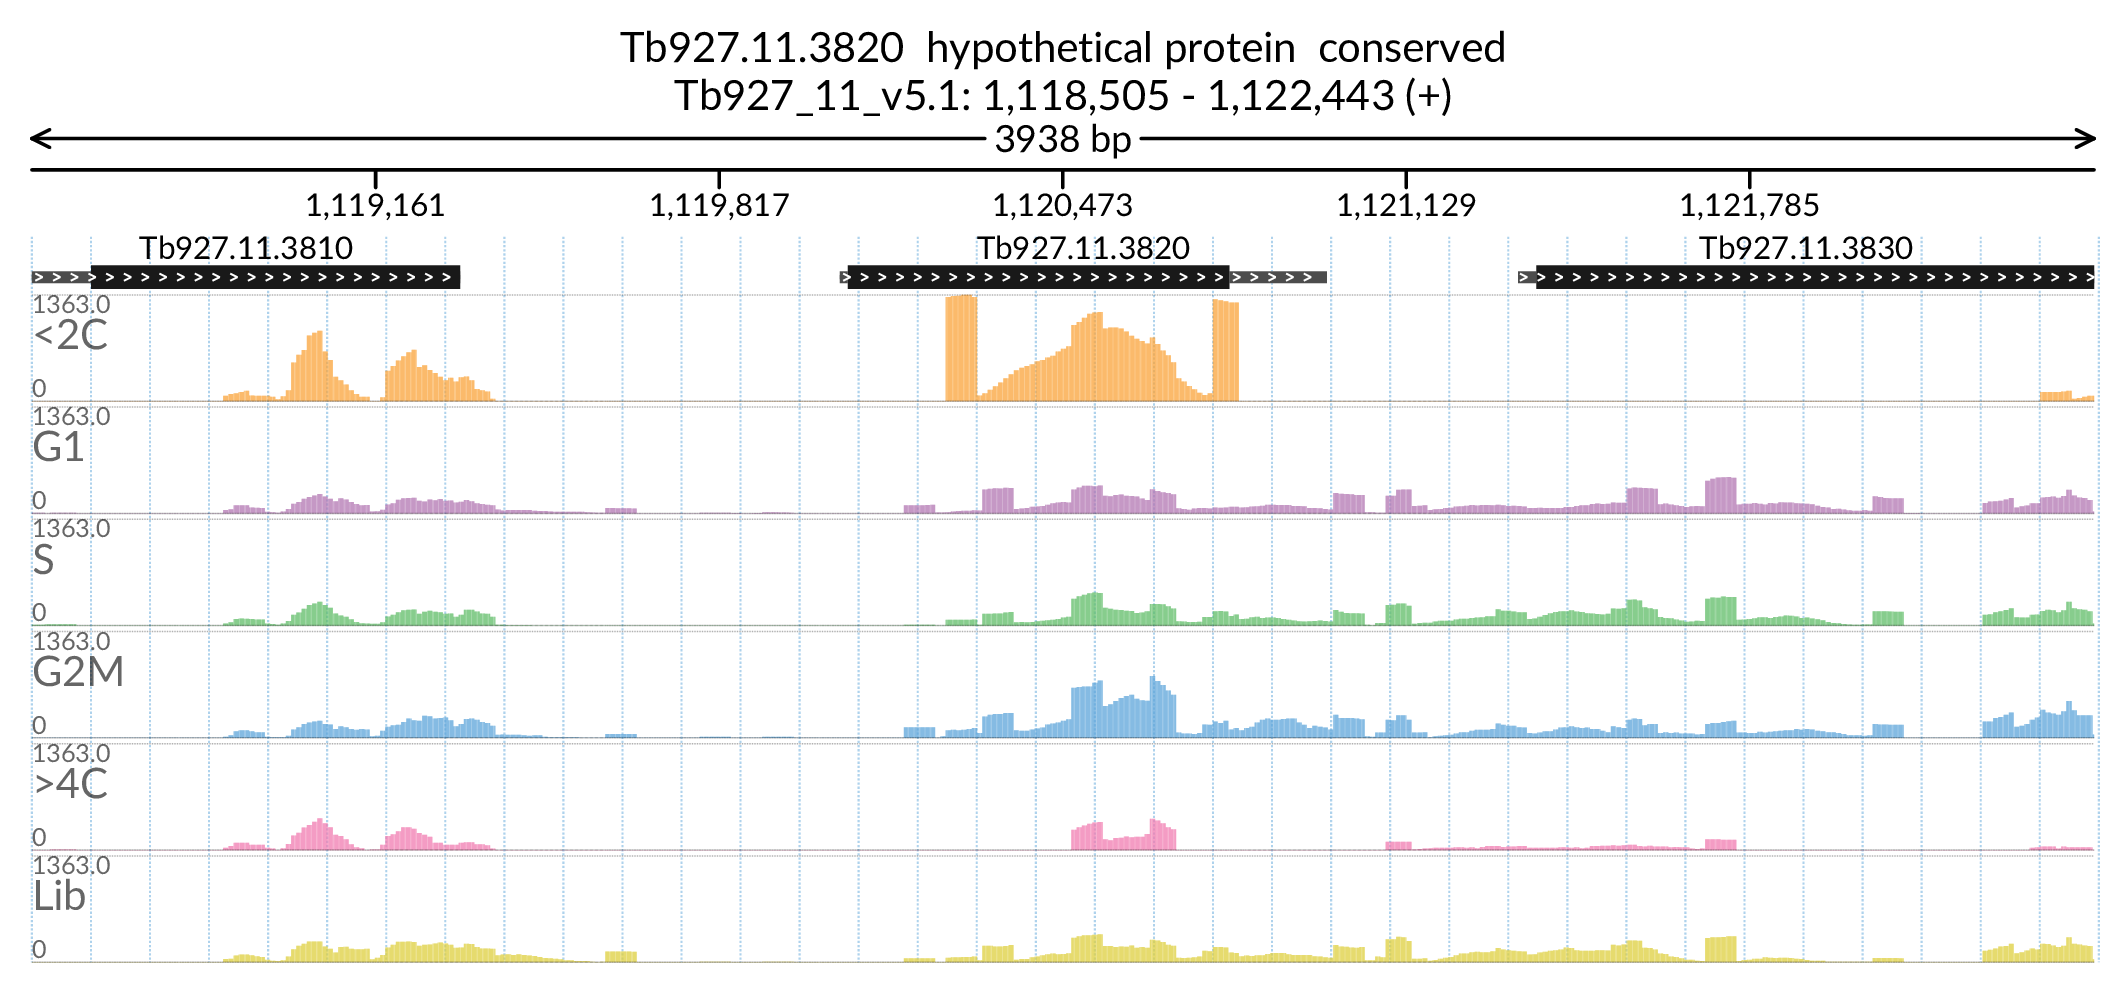 Tb927.11.3820  hypothetical protein  conserved
Tb927_11_v5.1: 1,118,505 - 1,122,443 (+)
3938 bp
1,119,161 1,119,817 1,120,473 1,121,129 1,121,785
Tb927.11.3810 Tb927.11.3820 Tb927.11.3830
1363.0
<2C
0
1363.0
G1
0
1363.0
S
0
1363.0
G2M
0
1363.0
>4C
0
1363.0
Lib
0